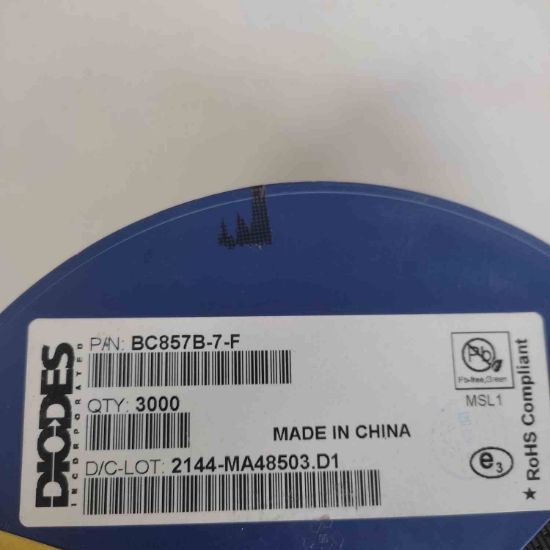 DIODES
INCORPORATED
P/N: BC857B-7-F
QTY: 3000
MADE IN CHINA
D/C-LOT: 2144-MA48503.D1
Pb
Pb-free,Green
MSL1
e3
★ RoHS Compliant